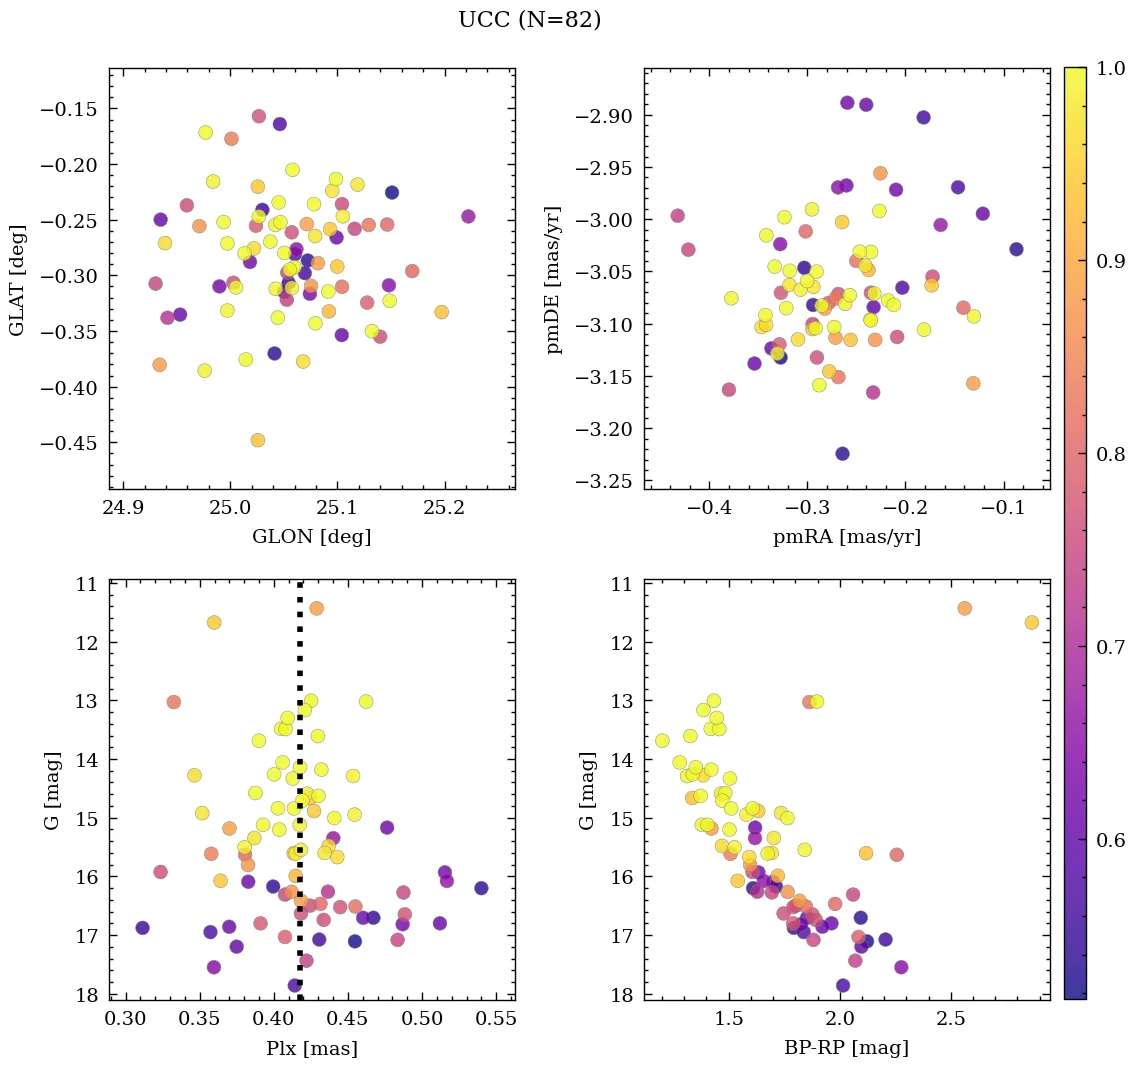 UCC (N=82)
−0.15
−0.20
−0.25
−0.30
−0.35
−0.40
−0.45
GLAT [deg]
24.9 25.0 25.1 25.2
GLON [deg]
−2.90
−2.95
−3.00
−3.05
−3.10
−3.15
−3.20
−3.25
pmDE [mas/yr]
−0.4 −0.3 −0.2 −0.1
pmRA [mas/yr]
1.0
0.9
0.8
0.7
0.6
11
12
13
14
15
16
17
18
G [mag]
0.30 0.35 0.40 0.45 0.50 0.55
Plx [mas]
11
12
13
14
15
16
17
18
G [mag]
1.5 2.0 2.5
BP-RP [mag]